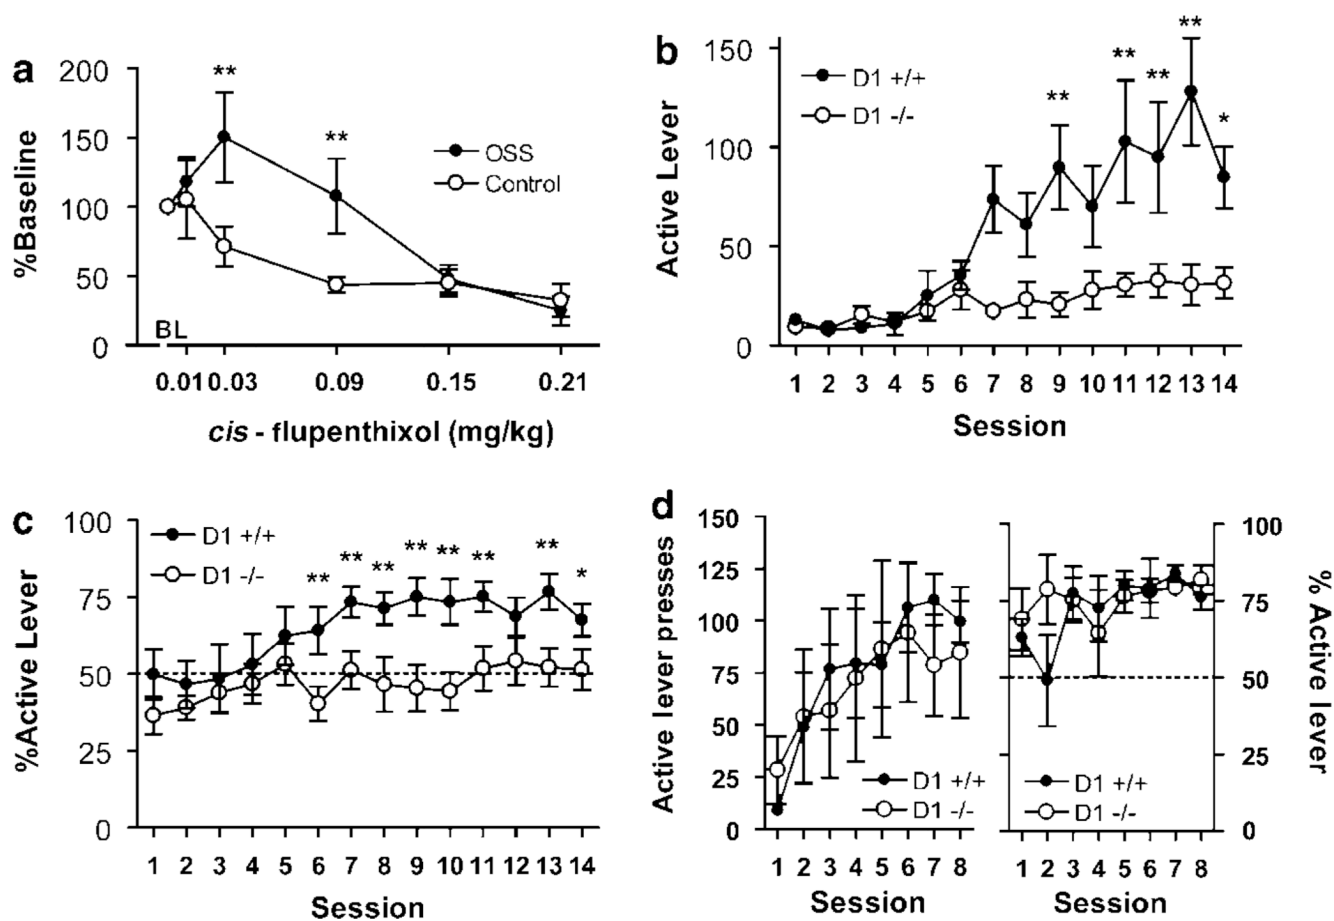 a
200
150
100
50
0
%Baseline
**
**
OSS
Control
BL
0.01 0.03 0.09 0.15 0.21
cis - flupenthixol (mg/kg)
b
150
100
50
0
Active Lever
D1 +/+
D1 -/-
**
**
**
**
*
1 2 3 4 5 6 7 8 9 10 11 12 13 14
Session
c
100
75
50
25
0
%Active Lever
D1 +/+
D1 -/-
**
**
**
**
**
**
**
*
1 2 3 4 5 6 7 8 9 10 11 12 13 14
Session
d
150
125
100
75
50
25
0
Active lever presses
D1 +/+
D1 -/-
1 2 3 4 5 6 7 8
Session
D1 +/+
D1 -/-
1 2 3 4 5 6 7 8
Session
100
75
50
25
0
% Active lever